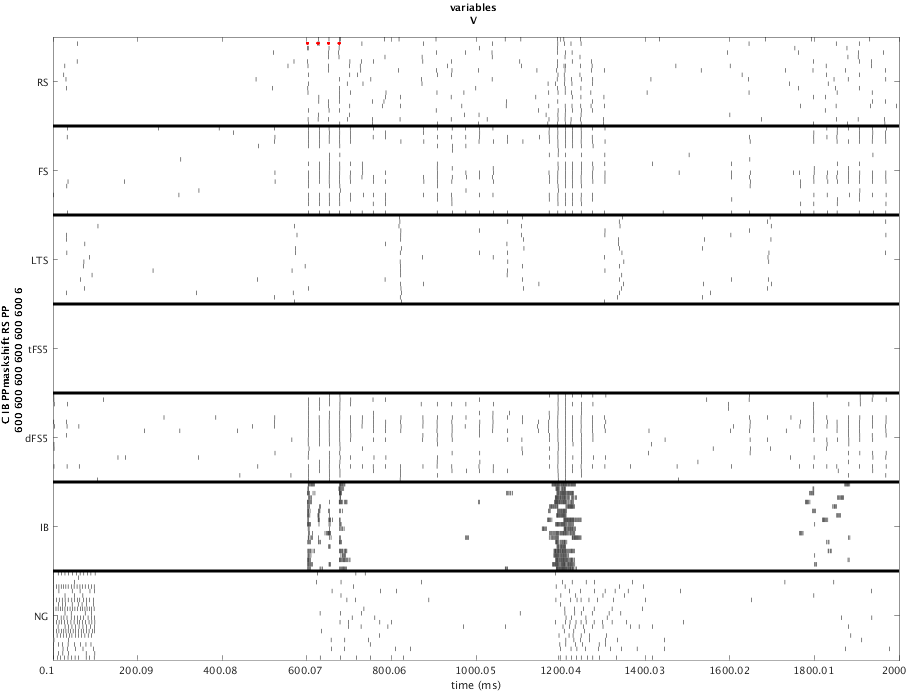 variables
V
RS
FS
LTS
tFS5
dFS5
IB
NG
C IB PPmaskshift RS PP
600 600 600 600 600 600 600 6
0.1 200.09 400.08 600.07 800.06 1000.05 1200.04 1400.03 1600.02 1800.01 2000
time (ms)